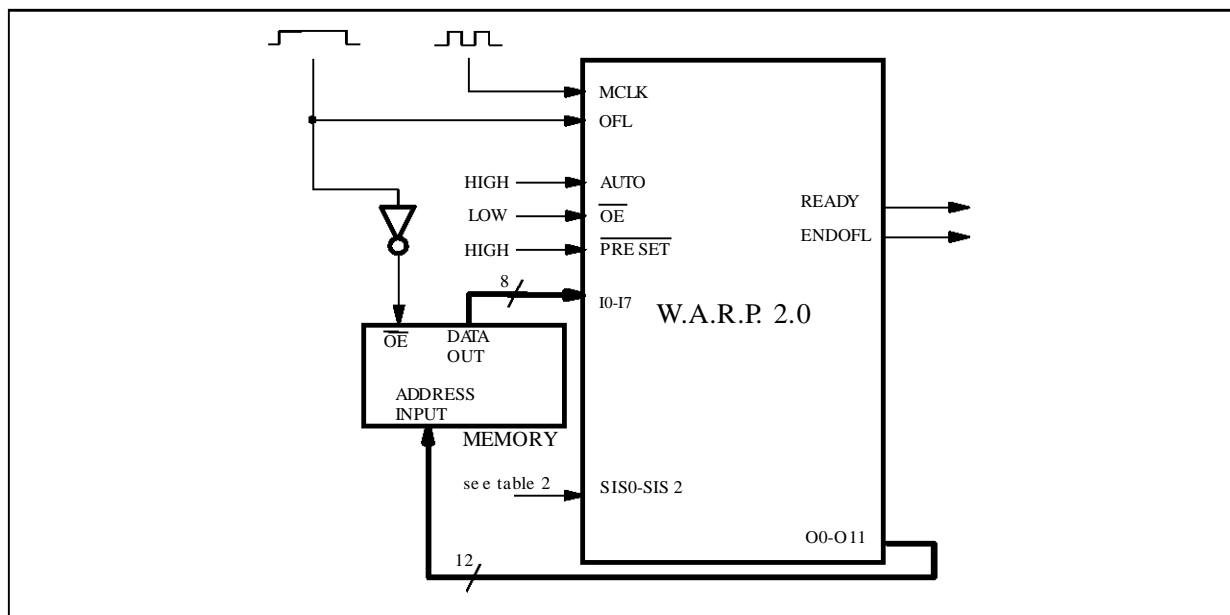 MCLK
OFL
HIGH
AUTO
LOW
OE
HIGH
PRESET
READY
ENDOFL
8
I0-I7
W.A.R.P. 2.0
OE
DATA
OUT
ADDRESS
INPUT
MEMORY
see table 2
SIS0-SIS 2
O0-O11
12